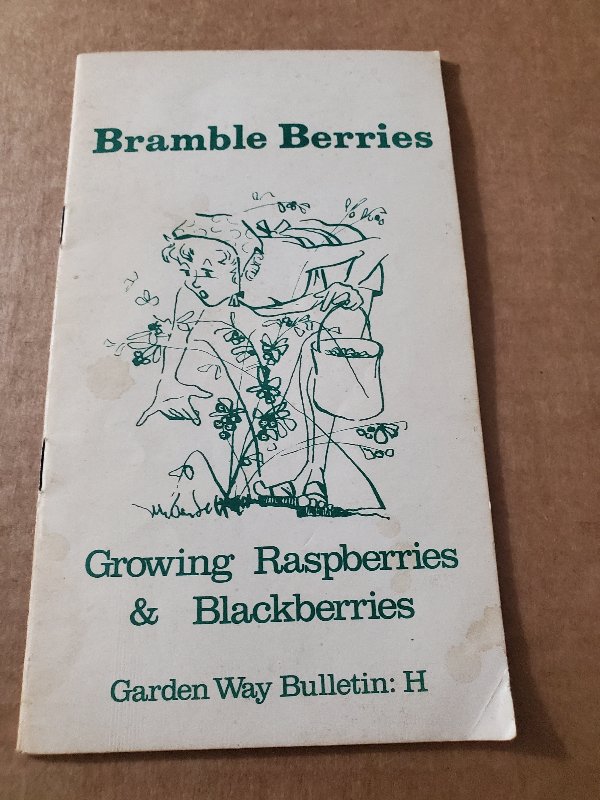 Bramble Berries
Growing Raspberries
& Blackberries
Garden Way Bulletin: H